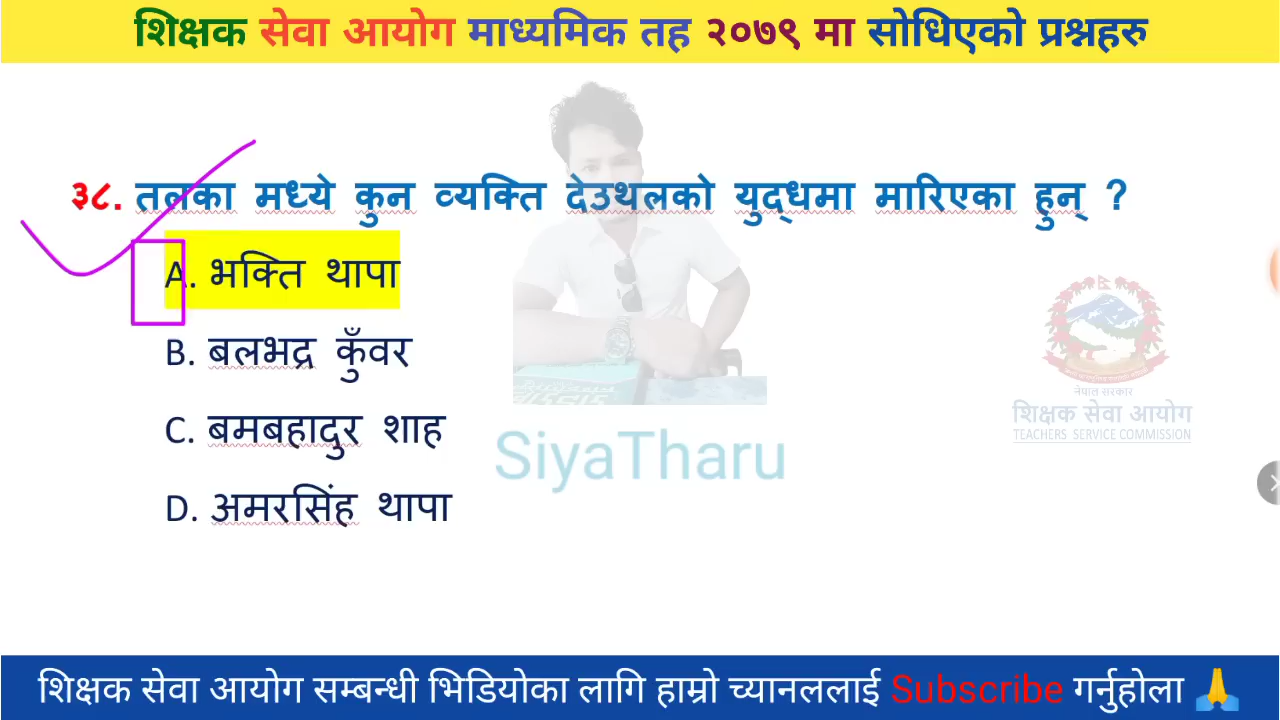 शिक्षक सेवा आयोग माध्यमिक तह २०७९ मा सोधिएको प्रश्नहरु
३८. तलका मध्ये कुन व्यक्ति देउथलको युद्धमा मारिएका हुन् ?
A. भक्ति थापा
B. बलभद्र कुँवर
C. बमबहादुर शाह
D. अमरसिंह थापा
नेपाल सरकार
शिक्षक सेवा आयोग
TEACHERS SERVICE COMMISSION
SiyaTharu
शिक्षक सेवा आयोग सम्बन्धी भिडियोका लागि हाम्रो च्यानललाई Subscribe गर्नुहोला 🙏